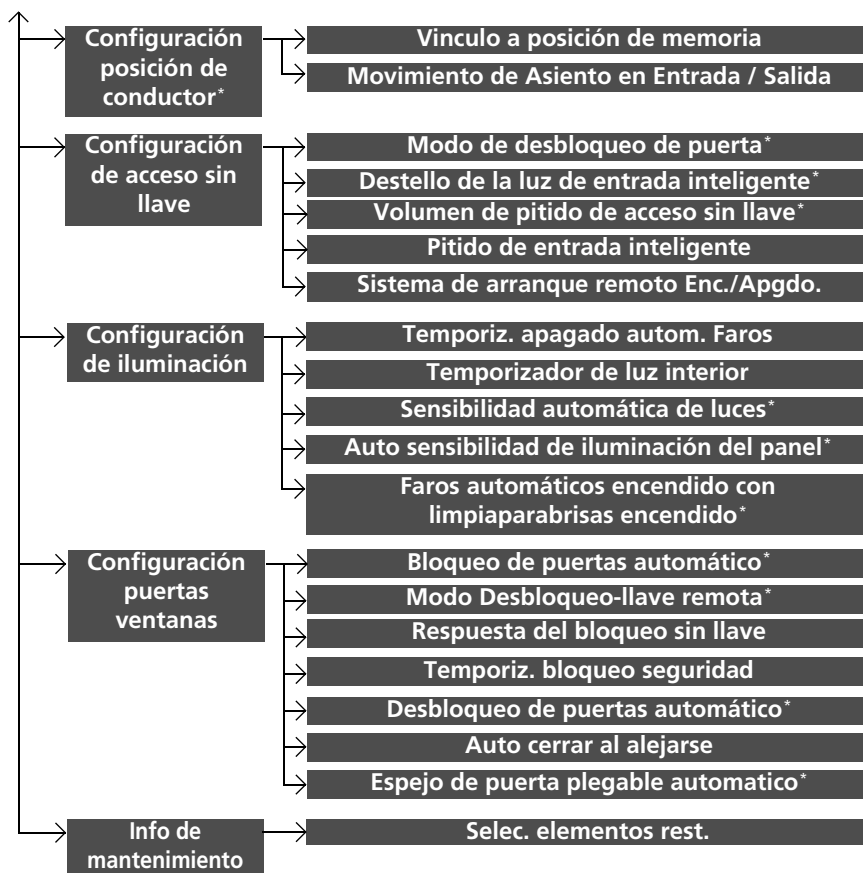 Configuración
posición de
conductor*
Vinculo a posición de memoria
Movimiento de Asiento en Entrada / Salida
Configuración
de acceso sin
llave
Modo de desbloqueo de puerta*
Destello de la luz de entrada inteligente*
Volumen de pitido de acceso sin llave*
Pitido de entrada inteligente
Sistema de arranque remoto Enc./Apgdo.
Configuración
de iluminación
Temporiz. apagado autom. Faros
Temporizador de luz interior
Sensibilidad automática de luces*
Auto sensibilidad de iluminación del panel*
Faros automáticos encendido con
limpiaparabrisas encendido*
Configuración
puertas
ventanas
Bloqueo de puertas automático*
Modo Desbloqueo-llave remota*
Respuesta del bloqueo sin llave
Temporiz. bloqueo seguridad
Desbloqueo de puertas automático*
Auto cerrar al alejarse
Espejo de puerta plegable automatico*
Info de
mantenimiento
Selec. elementos rest.